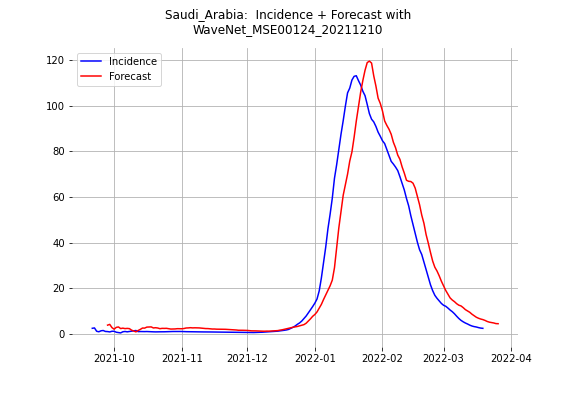 Saudi_Arabia:  Incidence + Forecast with
WaveNet_MSE00124_20211210
Incidence
Forecast
120
100
80
60
40
20
0
2021-10 2021-11 2021-12 2022-01 2022-02 2022-03 2022-04